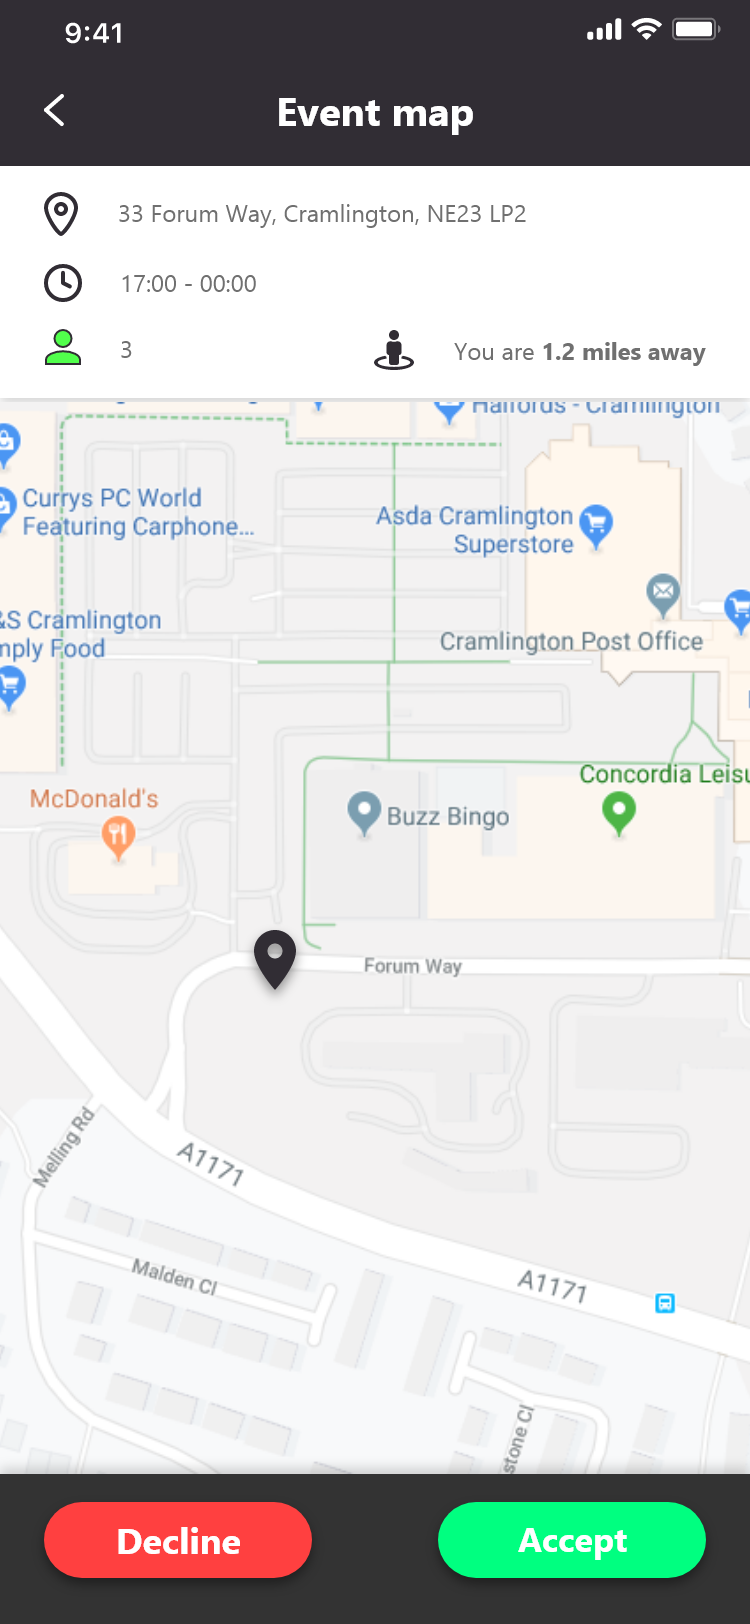 9:41
Event map
33 Forum Way, Cramlington, NE23 LP2
17:00 - 00:00
3
You are 1.2 miles away
Halfords - Cramlington
Currys PC World
Featuring Carphone...
Asda Cramlington
Superstore
&S Cramlington
mply Food
Cramlington Post Office
McDonald's
Buzz Bingo
Concordia Leisu
Forum Way
Melling Rd
A1171
Malden Cl
A1171
stone Cl
Decline
Accept